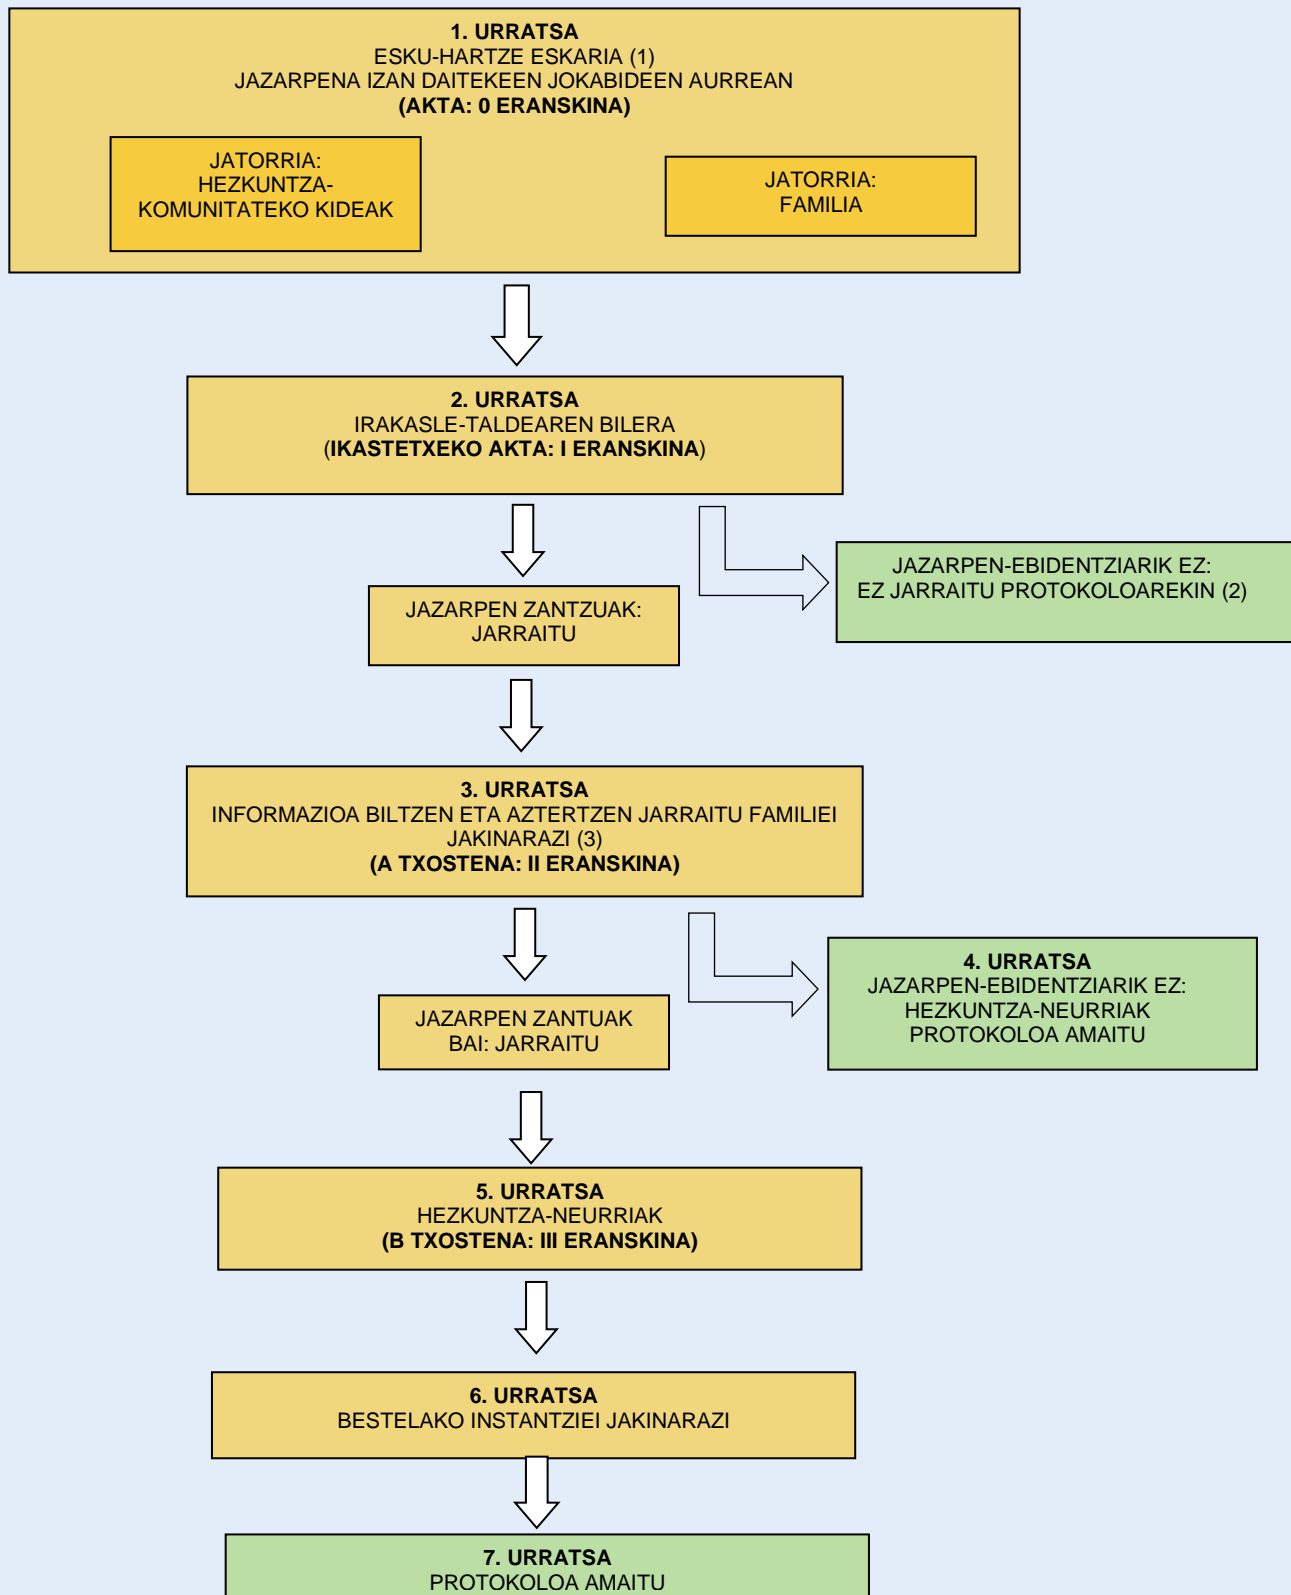 1. URRATSA
ESKU-HARTZE ESKARIA (1)
JAZARPENA IZAN DAITEKEEN JOKABIDEEN AURREAN
(AKTA: 0 ERANSKINA)
JATORRIA:
HEZKUNTZA-
KOMUNITATEKO KIDEAK
JATORRIA:
FAMILIA
2. URRATSA
IRAKASLE-TALDEAREN BILERA
(IKASTETXEKO AKTA: I ERANSKINA)
JAZARPEN-EBIDENTZIARIK EZ:
EZ JARRAITU PROTOKOLOAREKIN (2)
JAZARPEN ZANTZUAK:
JARRAITU
3. URRATSA
INFORMAZIOA BILTZEN ETA AZTERTZEN JARRAITU FAMILIEI
JAKINARAZI (3)
(A TXOSTENA: II ERANSKINA)
4. URRATSA
JAZARPEN-EBIDENTZIARIK EZ:
HEZKUNTZA-NEURRIAK
PROTOKOLOA AMAITU
JAZARPEN ZANTUAK
BAI: JARRAITU
5. URRATSA
HEZKUNTZA-NEURRIAK
(B TXOSTENA: III ERANSKINA)
6. URRATSA
BESTELAKO INSTANTZIEI JAKINARAZI
7. URRATSA
PROTOKOLOA AMAITU